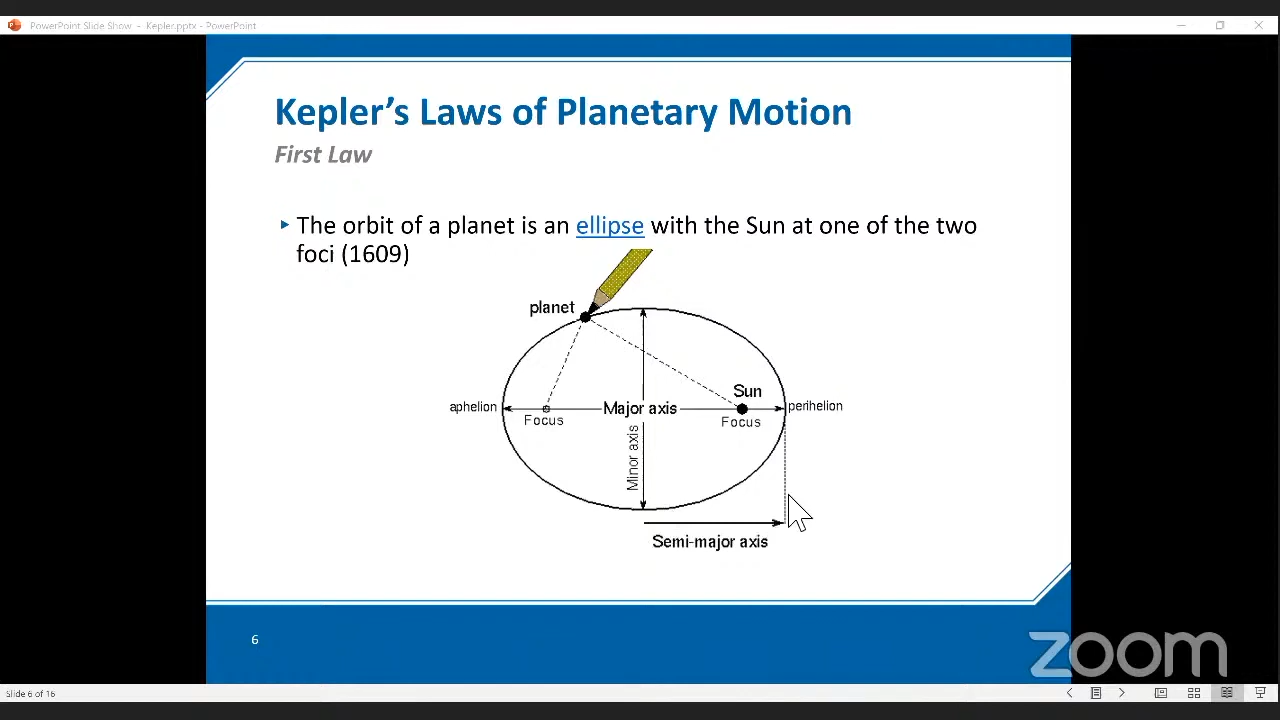 PowerPoint Slide Show - Kepler.pptx - PowerPoint
Kepler's Laws of Planetary Motion
First Law
The orbit of a planet is an ellipse with the Sun at one of the two
foci (1609)
planet
Sun
aphelion
Major axis
perihelion
Focus
Focus
Minor axis
Semi-major axis
6
zoom
Slide 6 of 16